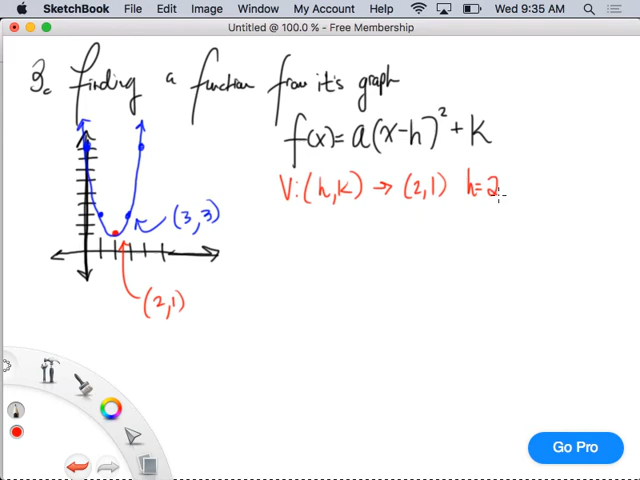 SketchBook File Edit Image Window My Account Help Wed 9:35 AM
Untitled @ 100.0 % - Free Membership
3. finding a function from it's graph
f(x)= a(x-h)² + K
V: (h,k) → (2,1) h=2
(3,3)
(2,1)
Go Pro